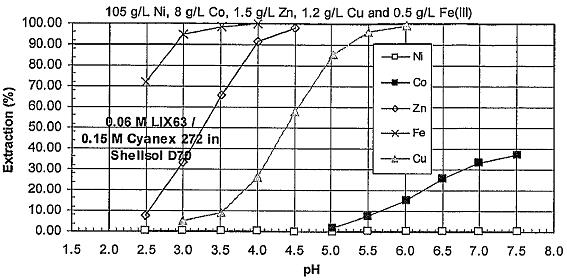 105 g/L Ni, 8 g/L Co, 1.5 g/L Zn, 1.2 g/L Cu and 0.5 g/L Fe(III)
Extraction (%)
100.00
90.00
80.00
70.00
60.00
50.00
40.00
30.00
20.00
10.00
0.00
0.06 M LIX63 /
0.15 M Cyanex 272 in
Shellsol D70
Ni
Co
Zn
Fe
Cu
1.5 2.0 2.5 3.0 3.5 4.0 4.5 5.0 5.5 6.0 6.5 7.0 7.5 8.0
pH